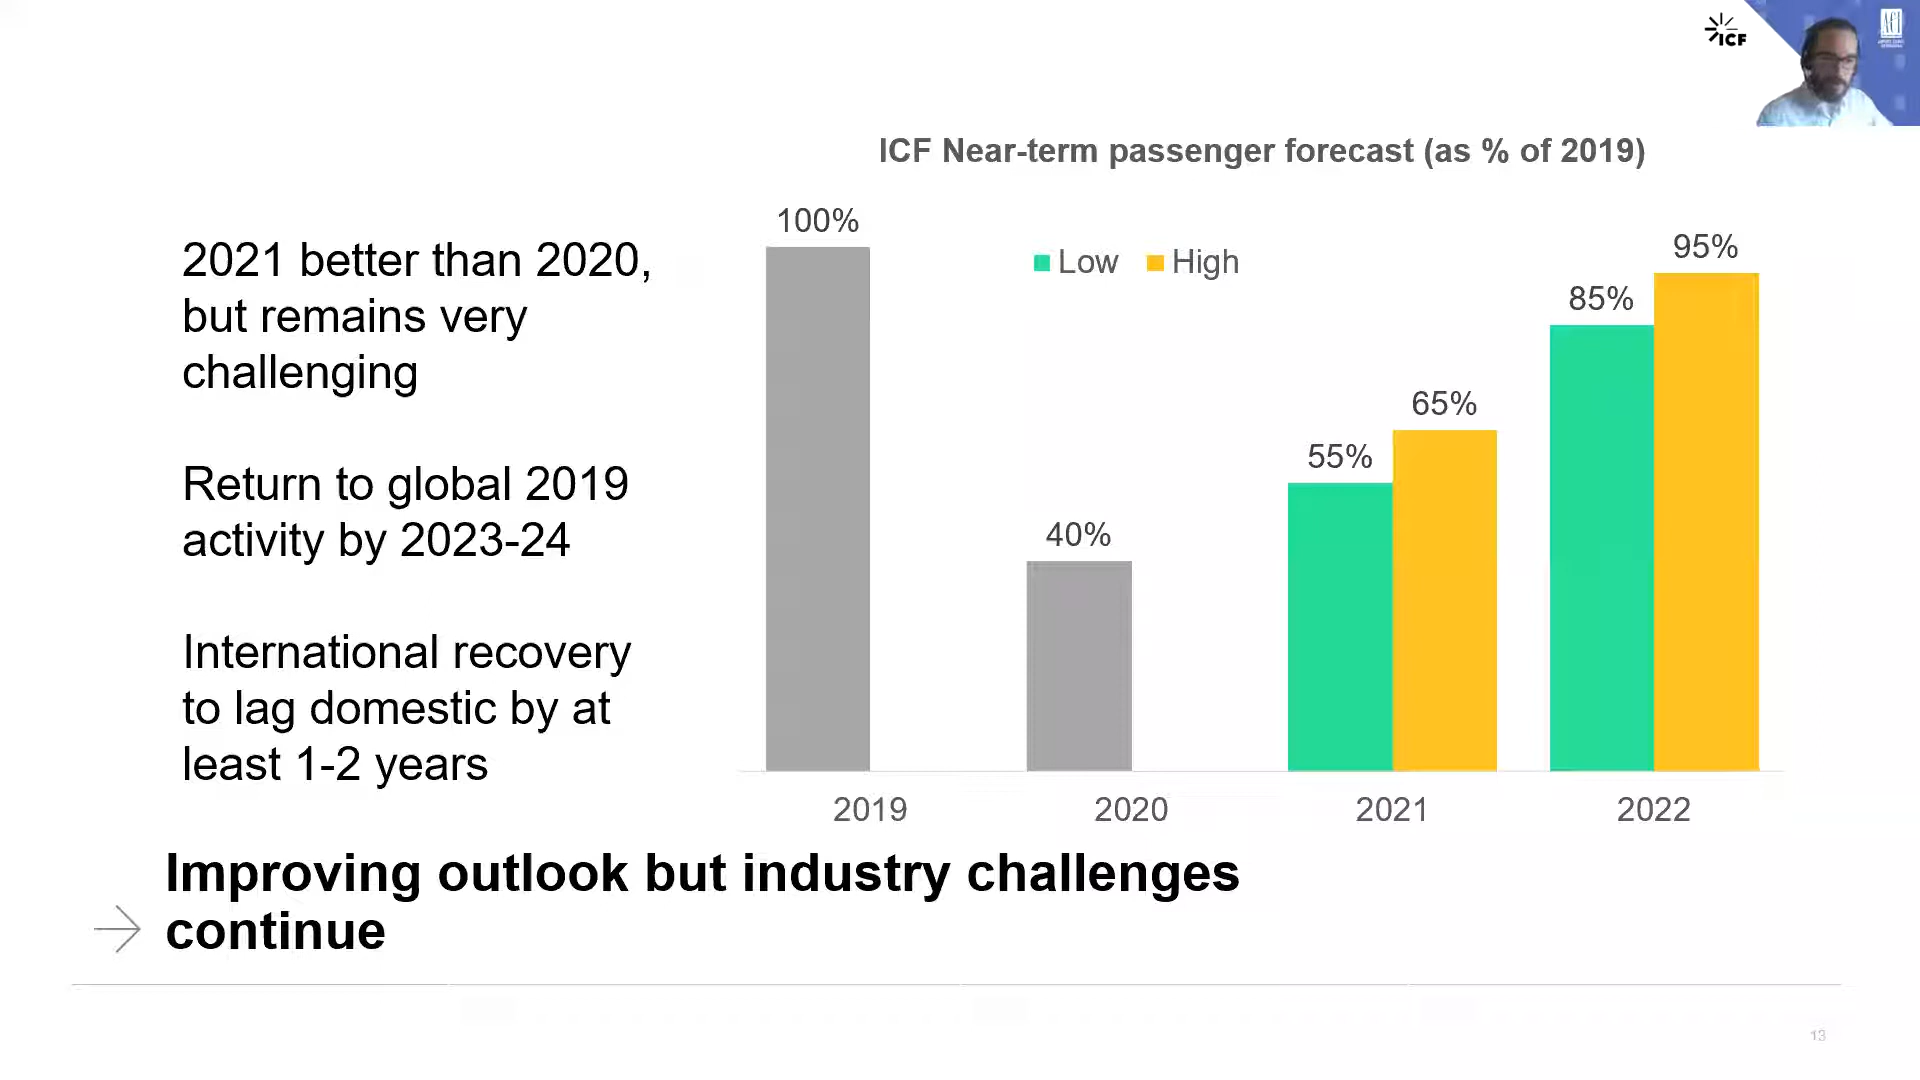 ICF
ACI
ICF Near-term passenger forecast (as % of 2019)
2021 better than 2020,
but remains very
challenging
Return to global 2019
activity by 2023-24
International recovery
to lag domestic by at
least 1-2 years
Low High
100%
40%
55%
65%
85%
95%
2019 2020 2021 2022
Improving outlook but industry challenges
continue
13